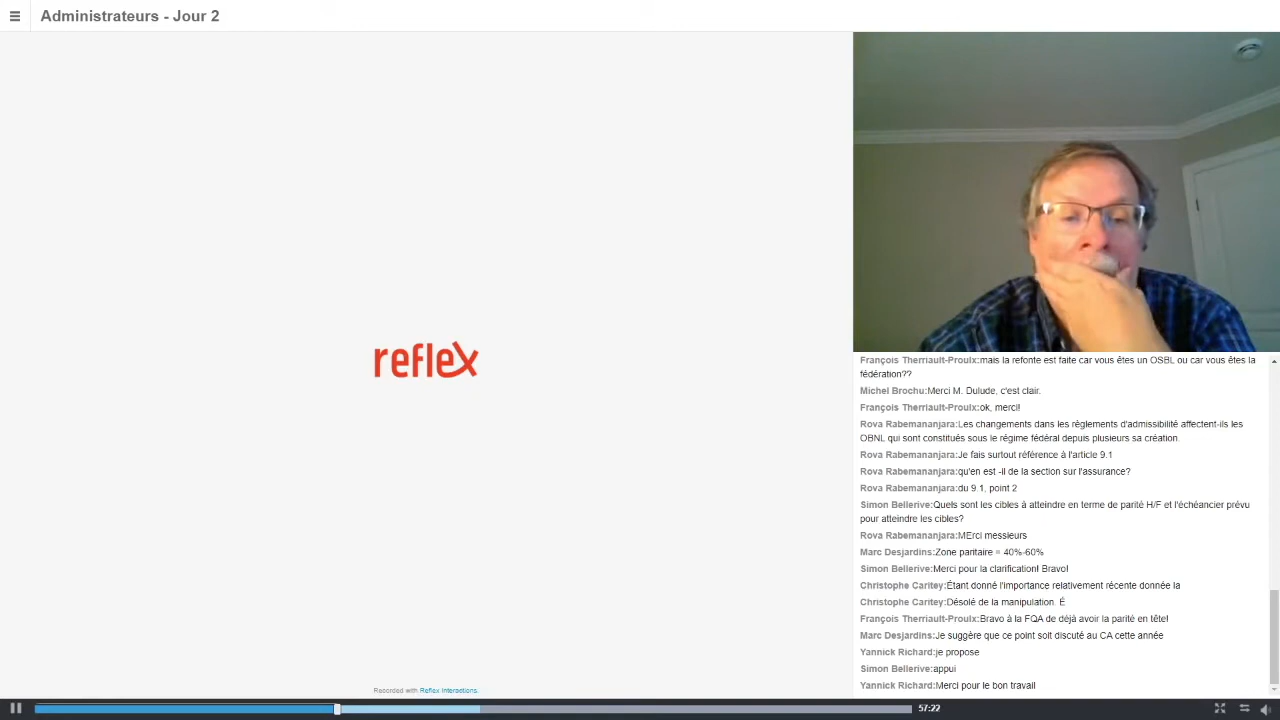 Administrateurs - Jour 2
reflex
François Therriault-Proulx:mais la refonte est faite car vous êtes un OSBL ou car vous êtes la
fédération??
Michel Brochu:Merci M. Dulude, c'est clair.
François Therriault-Proulx:ok, merci!
Rova Rabemananjara:Les changements dans les règlements d'admissibilité affectent-ils les
OBNL qui sont constitués sous le régime fédéral depuis plusieurs sa création.
Rova Rabemananjara:Je fais surtout référence à l'article 9.1
Rova Rabemananjara:qu'en est -il de la section sur l'assurance?
Rova Rabemananjara:du 9.1, point 2
Simon Bellerive:Quels sont les cibles à atteindre en terme de parité H/F et l'échéancier prévu
pour atteindre les cibles?
Rova Rabemananjara:MErci messieurs
Marc Desjardins:Zone paritaire = 40%-60%
Simon Bellerive:Merci pour la clarification! Bravo!
Christophe Caritey:Étant donné l'importance relativement récente donnée la
Christophe Caritey:Désolé de la manipulation. É
François Therriault-Proulx:Bravo à la FQA de déjà avoir la parité en tête!
Marc Desjardins:Je suggère que ce point soit discuté au CA cette année
Yannick Richard:je propose
Simon Bellerive:appui
Yannick Richard:Merci pour le bon travail
Recorded with Reflex Interactions.
57:22